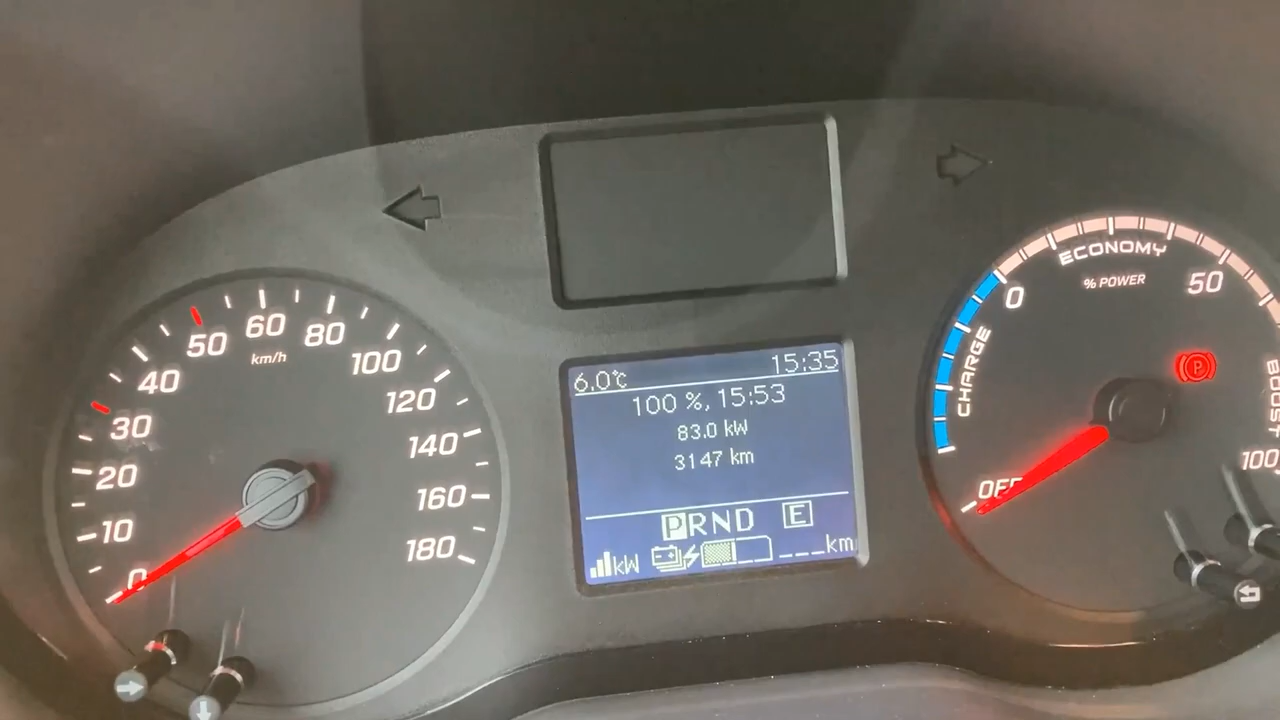 0
10
20
30
40
50
60
80
100
120
140
160
180
km/h
6.0℃ 15:35
100 %, 15:53
83.0 kW
3147 km
PRND E
kW ___km
ECONOMY
% POWER
CHARGE
OFF
0
50
100
BOOST
P